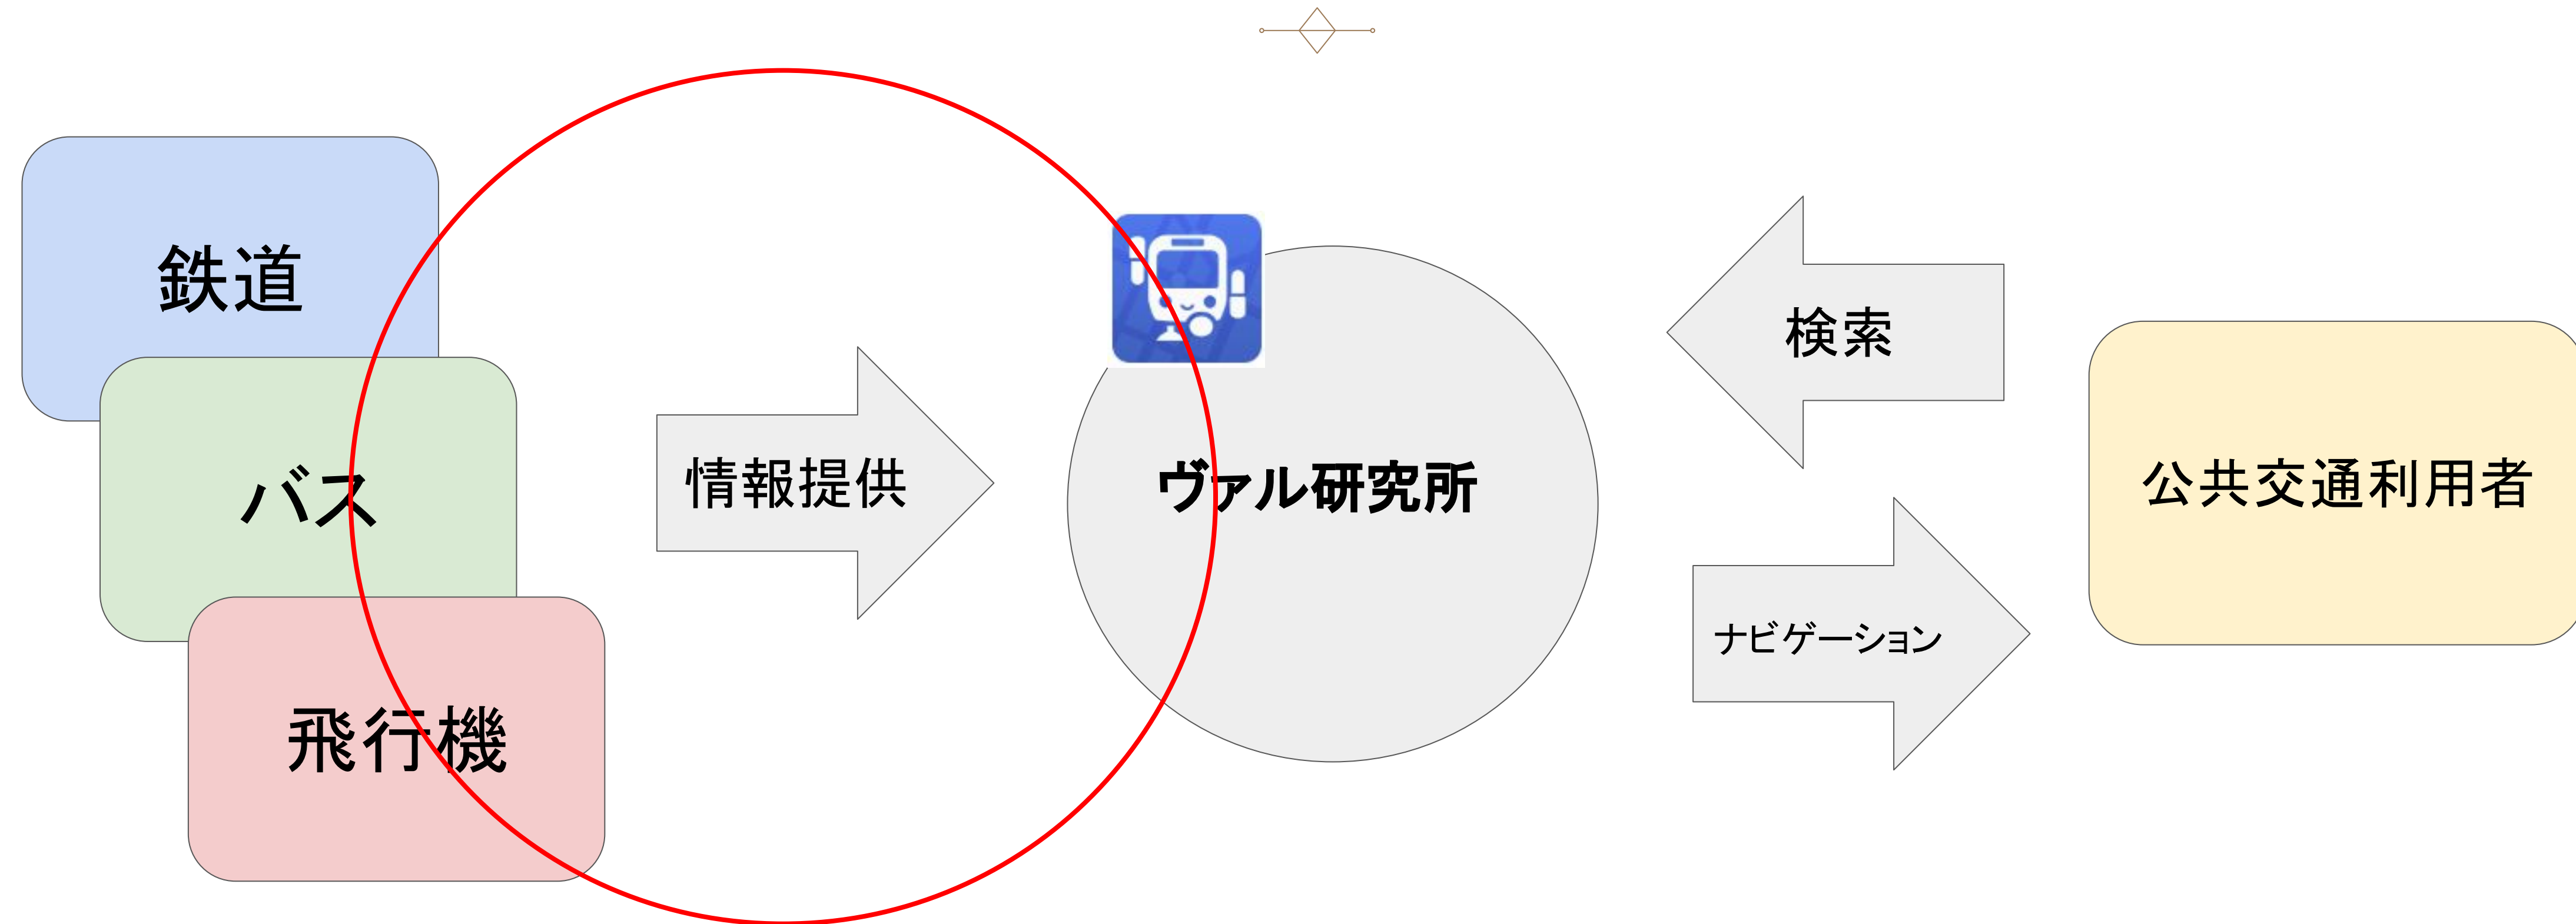 鉄道
バス
飛行機
情報提供
ヴァル研究所
検索
ナビゲーション
公共交通利用者